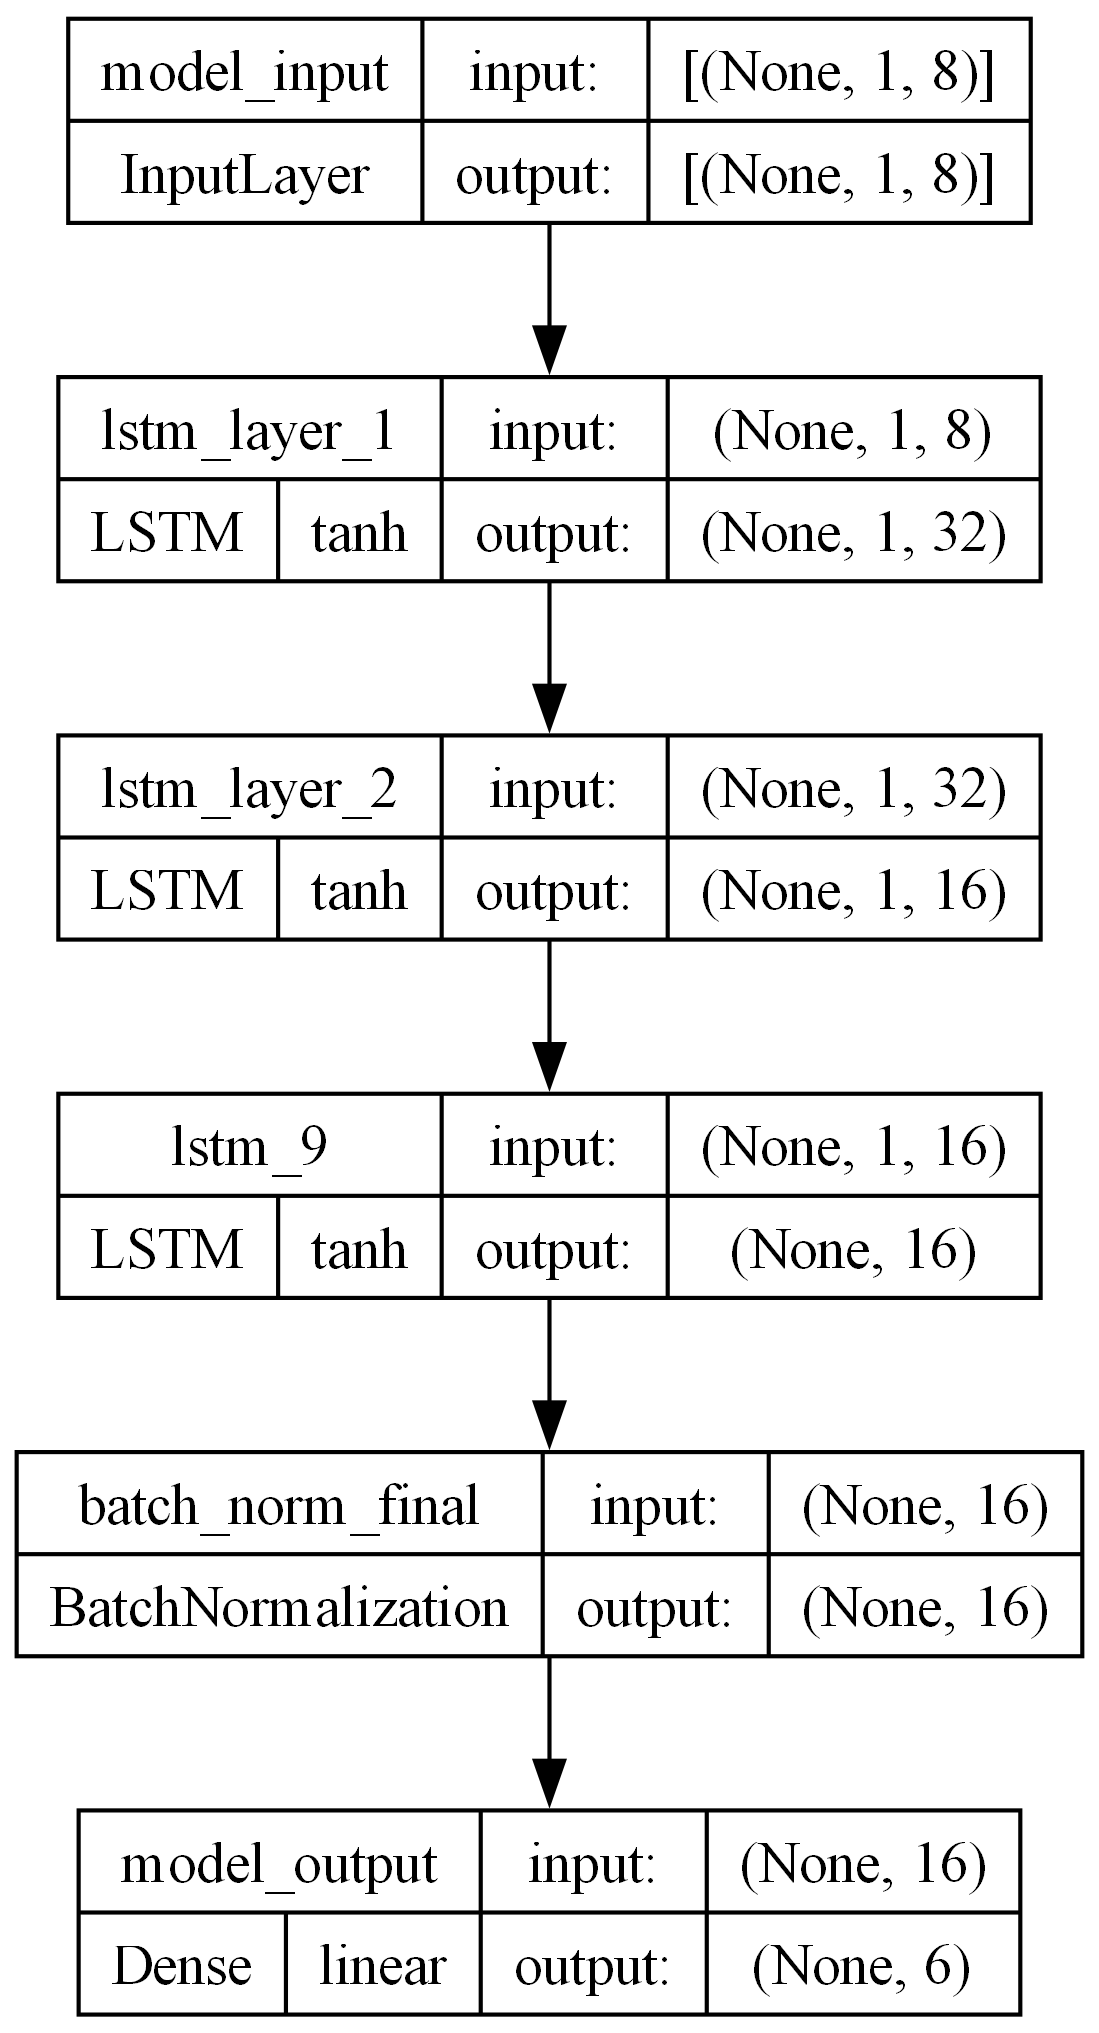 model_input input: [(None, 1, 8)]
InputLayer output: [(None, 1, 8)]
lstm_layer_1 input: (None, 1, 8)
LSTM tanh output: (None, 1, 32)
lstm_layer_2 input: (None, 1, 32)
LSTM tanh output: (None, 1, 16)
lstm_9 input: (None, 1, 16)
LSTM tanh output: (None, 16)
batch_norm_final input: (None, 16)
BatchNormalization output: (None, 16)
model_output input: (None, 16)
Dense linear output: (None, 6)